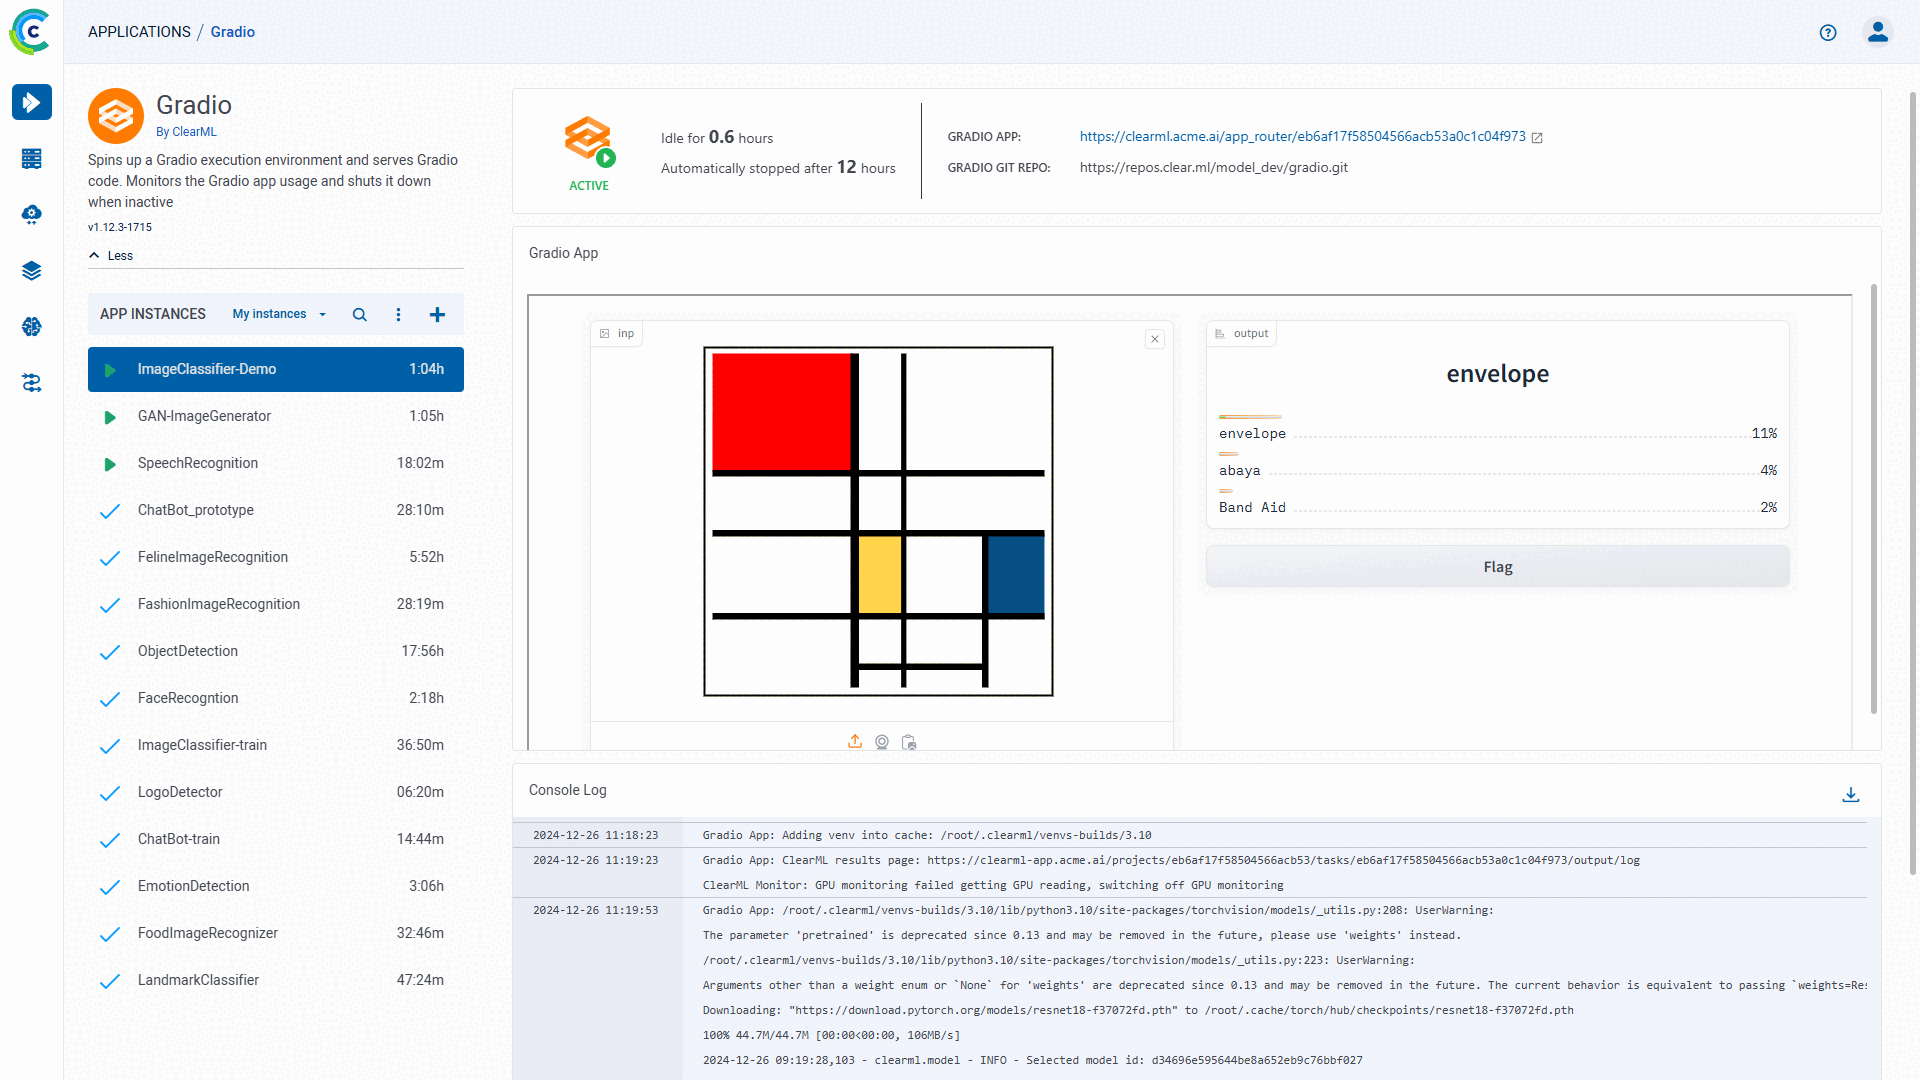 APPLICATIONS / Gradio
Gradio
By ClearML
Spins up a Gradio execution environment and serves Gradio
code. Monitors the Gradio app usage and shuts it down
when inactive
v1.12.3-1715
Less
APP INSTANCES My instances
ImageClassifier-Demo 1:04h
GAN-ImageGenerator 1:05h
SpeechRecognition 18:02m
ChatBot_prototype 28:10m
FelineImageRecognition 5:52h
FashionImageRecognition 28:19m
ObjectDetection 17:56h
FaceRecogntion 2:18h
ImageClassifier-train 36:50m
LogoDetector 06:20m
ChatBot-train 14:44m
EmotionDetection 3:06h
FoodImageRecognizer 32:46m
LandmarkClassifier 47:24m
ACTIVE
Idle for 0.6 hours
Automatically stopped after 12 hours
GRADIO APP: https://clearml.acme.ai/app_router/eb6af17f58504566acb53a0c1c04f973
GRADIO GIT REPO: https://repos.clear.ml/model_dev/gradio.git
Gradio App
inp
output
envelope
envelope 11%
abaya 4%
Band Aid 2%
Flag
Console Log
2024-12-26 11:18:23 Gradio App: Adding venv into cache: /root/.clearml/venvs-builds/3.10
2024-12-26 11:19:23 Gradio App: ClearML results page: https://clearml-app.acme.ai/projects/eb6af17f58504566acb53/tasks/eb6af17f58504566acb53a0c1c04f973/output/log
ClearML Monitor: GPU monitoring failed getting GPU reading, switching off GPU monitoring
2024-12-26 11:19:53 Gradio App: /root/.clearml/venvs-builds/3.10/lib/python3.10/site-packages/torchvision/models/_utils.py:208: UserWarning:
The parameter 'pretrained' is deprecated since 0.13 and may be removed in the future, please use 'weights' instead.
/root/.clearml/venvs-builds/3.10/lib/python3.10/site-packages/torchvision/models/_utils.py:223: UserWarning:
Arguments other than a weight enum or `None` for 'weights' are deprecated since 0.13 and may be removed in the future. The current behavior is equivalent to passing `weights=Res
Downloading: "https://download.pytorch.org/models/resnet18-f37072fd.pth" to /root/.cache/torch/hub/checkpoints/resnet18-f37072fd.pth
100% 44.7M/44.7M [00:00<00:00, 106MB/s]
2024-12-26 09:19:28,103 - clearml.model - INFO - Selected model id: d34696e595644be8a652eb9c76bbf027